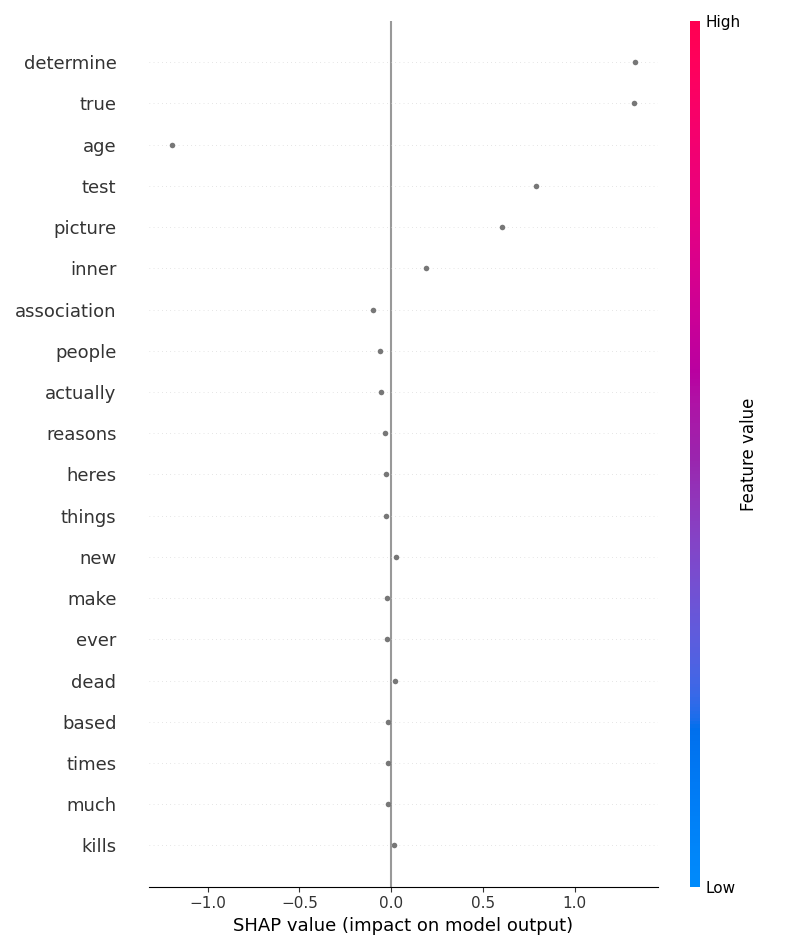 High
determine
true
age
test
picture
inner
association
people
actually
reasons
heres
things
new
make
ever
dead
based
times
much
kills
Feature value
Low
−1.0 −0.5 0.0 0.5 1.0
SHAP value (impact on model output)